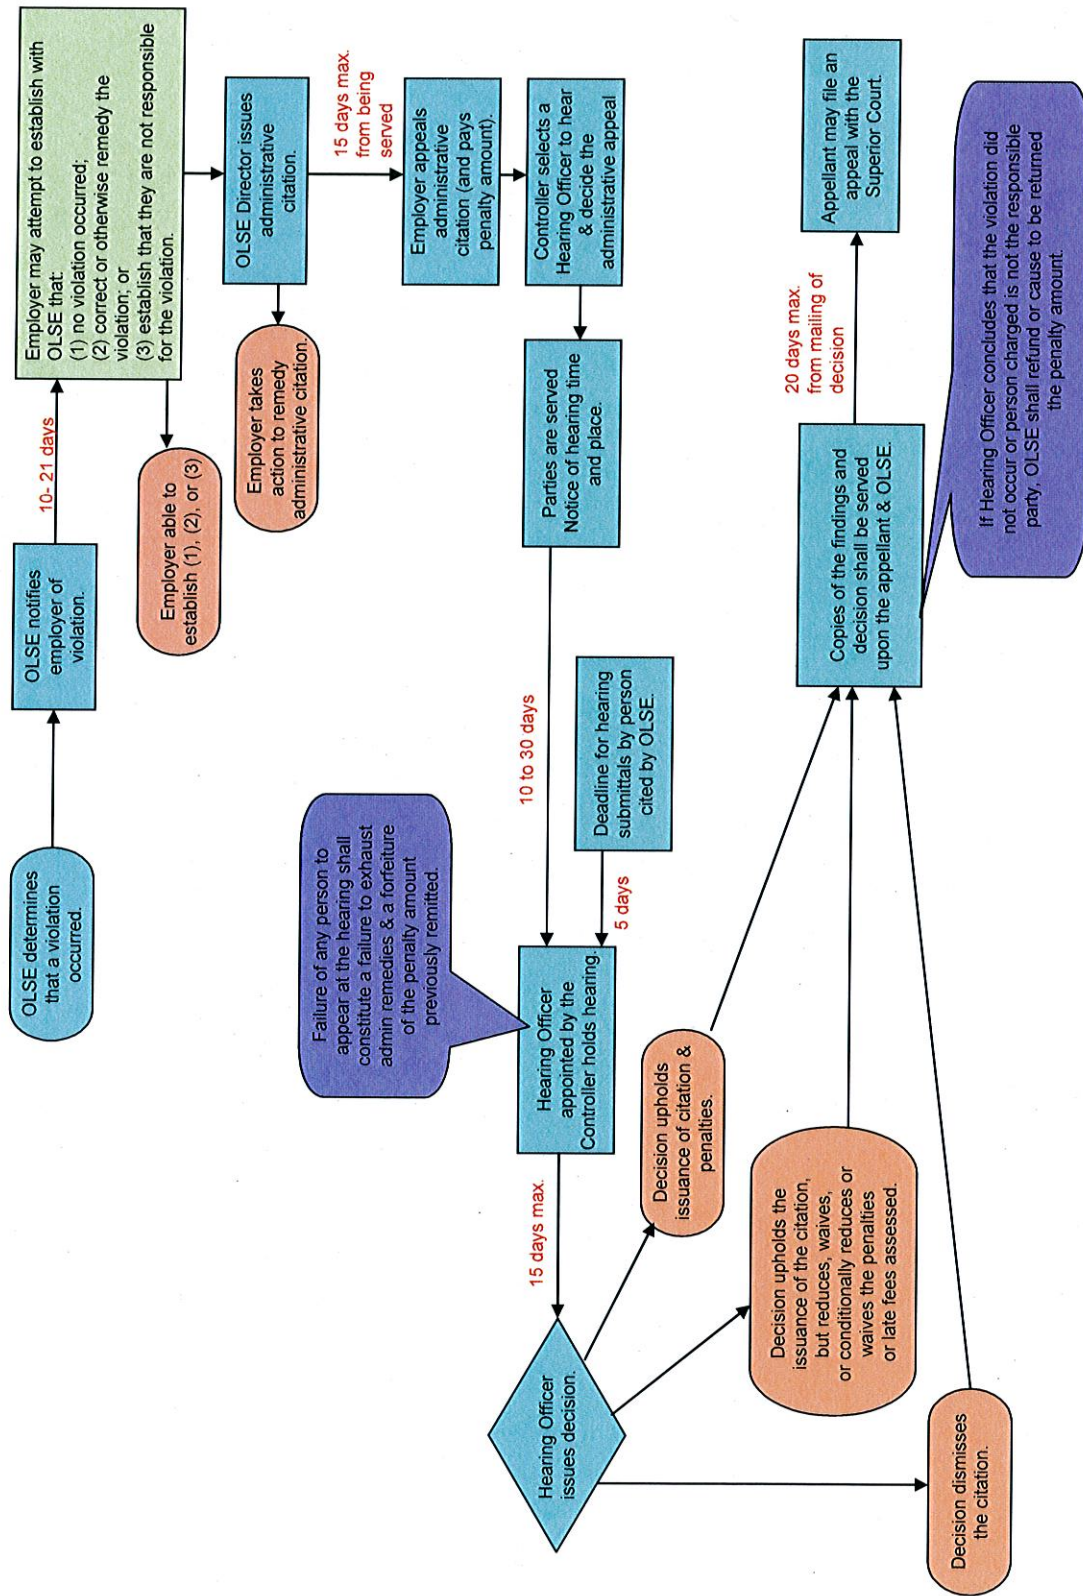 OLSE determines
that a violation
occurred.
OLSE notifies
employer of
violation.
10- 21 days
Employer may attempt to establish with
OLSE that:
(1) no violation occurred;
(2) correct or otherwise remedy the
violation; or
(3) establish that they are not responsible
for the violation.
Employer able to
establish (1), (2), or (3)
OLSE Director issues
administrative
citation.
Employer takes
action to remedy
administrative citation.
15 days max.
from being
served
Employer appeals
administrative
citation (and pays
penalty amount).
Controller selects a
Hearing Officer to hear
& decide the
administrative appeal
Parties are served
Notice of hearing time
and place.
10 to 30 days
Deadline for hearing
submittals by person
cited by OLSE.
5 days
Failure of any person to
appear at the hearing shall
constitute a failure to exhaust
admin remedies & a forfeiture
of the penalty amount
previously remitted.
Hearing Officer
appointed by the
Controller holds hearing.
15 days max.
Hearing Officer
issues decision.
Decision upholds
issuance of citation &
penalties.
Decision upholds the
issuance of the citation,
but reduces, waives,
or conditionally reduces or
waives the penalties
or late fees assessed.
Decision dismisses
the citation.
Copies of the findings and
decision shall be served
upon the appellant & OLSE.
20 days max.
from mailing of
decision
Appellant may file an
appeal with the
Superior Court.
If Hearing Officer concludes that the violation did
not occur or person charged is not the responsible
party, OLSE shall refund or cause to be returned
the penalty amount.